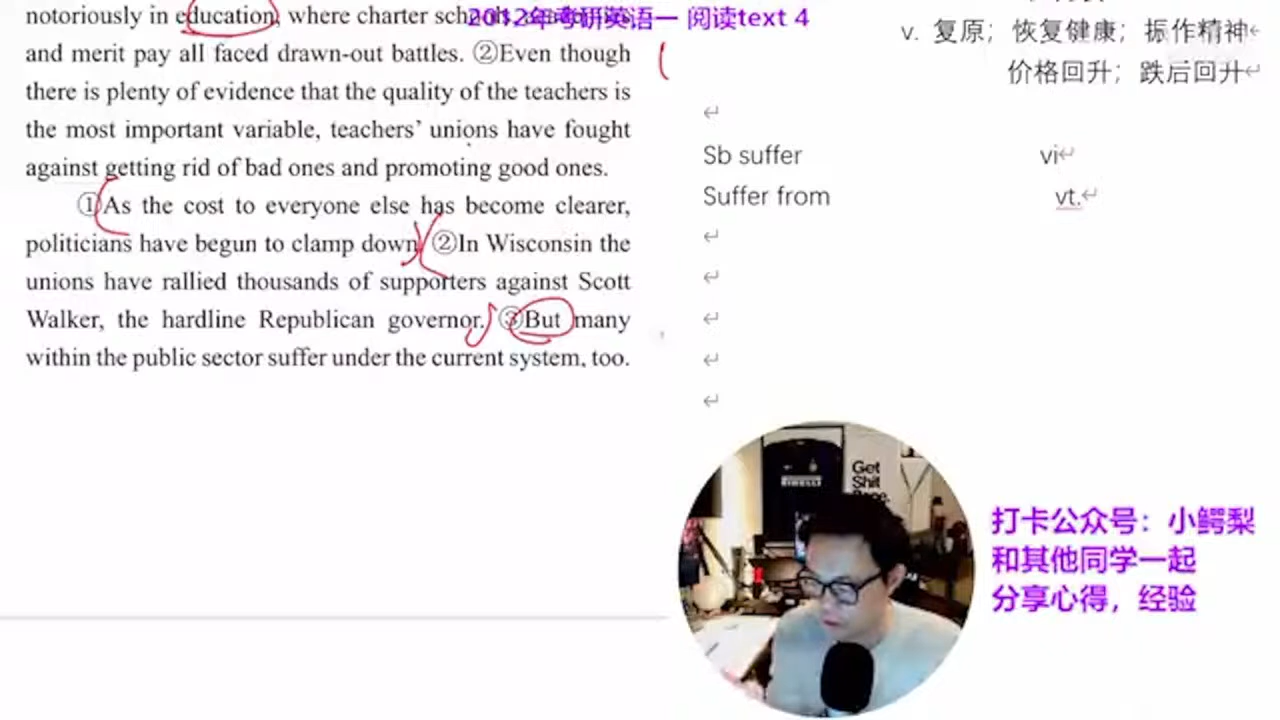 notoriously in education, where charter
2012年考研英语一 阅读text 4
and merit pay all faced drawn-out battles. ②Even though
there is plenty of evidence that the quality of the teachers is
the most important variable, teachers' unions have fought
against getting rid of bad ones and promoting good ones.
①As the cost to everyone else has become clearer,
politicians have begun to clamp down. ②In Wisconsin the
unions have rallied thousands of supporters against Scott
Walker, the hardline Republican governor. ③But many
within the public sector suffer under the current system, too.
v. 复原；恢复健康；振作精神
价格回升；跌后回升
Sb suffer vi
Suffer from vt.
Get
Shit
Done.
PIRELLI
打卡公众号：小鳄梨
和其他同学一起
分享心得，经验